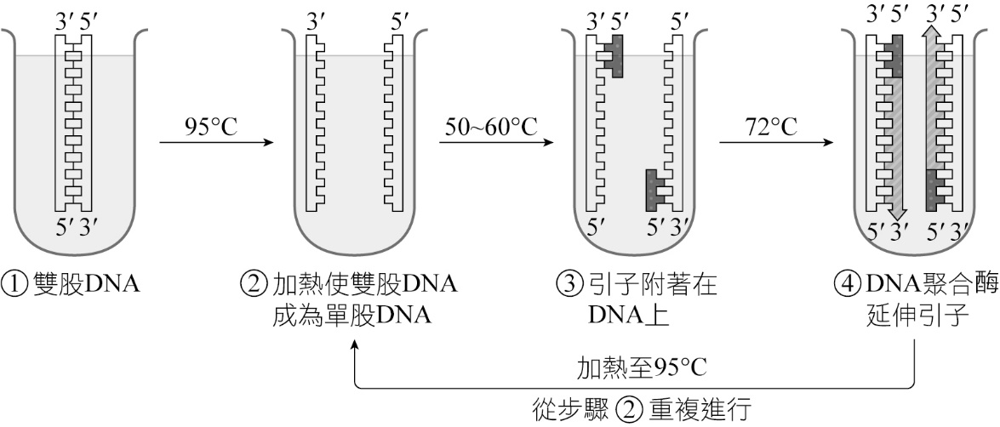 3′ 5′
5′ 3′
95°C
3′ 5′
50~60°C
3′ 5′ 5′
5′ 5′ 3′
72°C
3′ 5′ 3′ 5′
5′ 3′ 5′ 3′
①雙股DNA
②加熱使雙股DNA
成為單股DNA
③引子附著在
DNA上
④DNA聚合酶
延伸引子
加熱至95°C
從步驟②重複進行